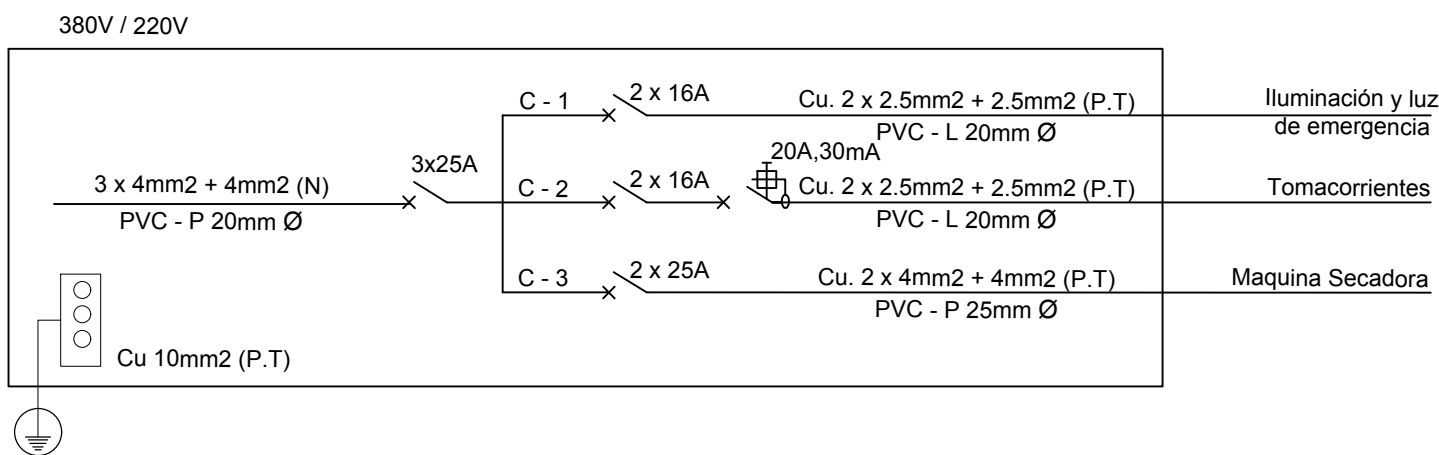 380V / 220V
C - 1
2 x 16A
Cu. 2 x 2.5mm2 + 2.5mm2 (P.T)
PVC - L 20mm Ø
Iluminación y luz
de emergencia
3 x 4mm2 + 4mm2 (N)
PVC - P 20mm Ø
3x25A
C - 2
2 x 16A
20A,30mA
Cu. 2 x 2.5mm2 + 2.5mm2 (P.T)
PVC - L 20mm Ø
Tomacorrientes
C - 3
2 x 25A
Cu. 2 x 4mm2 + 4mm2 (P.T)
PVC - P 25mm Ø
Maquina Secadora
Cu 10mm2 (P.T)